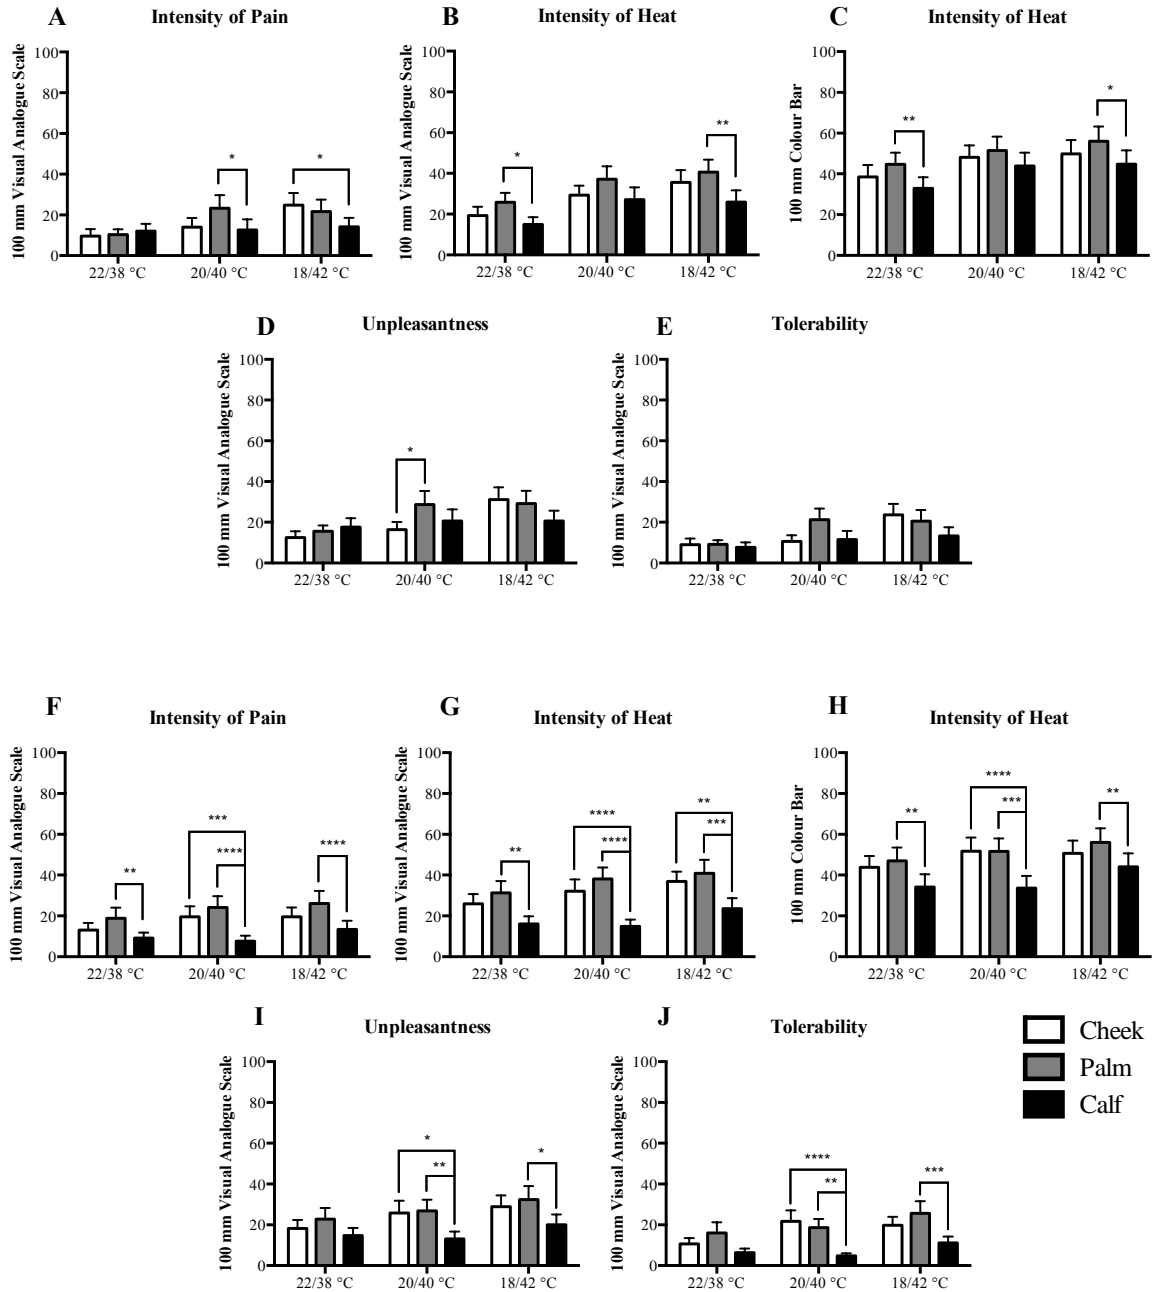 A Intensity of Pain
100 mm Visual Analogue Scale
100
80
60
40
20
0
* *
22/38 °C 20/40 °C 18/42 °C
B Intensity of Heat
100 mm Visual Analogue Scale
100
80
60
40
20
0
* **
22/38 °C 20/40 °C 18/42 °C
C Intensity of Heat
100 mm Colour Bar
100
80
60
40
20
0
** *
22/38 °C 20/40 °C 18/42 °C
D Unpleasantness
100 mm Visual Analogue Scale
100
80
60
40
20
0
*
22/38 °C 20/40 °C 18/42 °C
E Tolerability
100 mm Visual Analogue Scale
100
80
60
40
20
0
22/38 °C 20/40 °C 18/42 °C
F Intensity of Pain
100 mm Visual Analogue Scale
100
80
60
40
20
0
*** **** **** **
22/38 °C 20/40 °C 18/42 °C
G Intensity of Heat
100 mm Visual Analogue Scale
100
80
60
40
20
0
** **** **** ** ***
22/38 °C 20/40 °C 18/42 °C
H Intensity of Heat
100 mm Colour Bar
100
80
60
40
20
0
** **** *** **
22/38 °C 20/40 °C 18/42 °C
I Unpleasantness
100 mm Visual Analogue Scale
100
80
60
40
20
0
* ** *
22/38 °C 20/40 °C 18/42 °C
J Tolerability
100 mm Visual Analogue Scale
100
80
60
40
20
0
**** ** ***
22/38 °C 20/40 °C 18/42 °C
Cheek
Palm
Calf